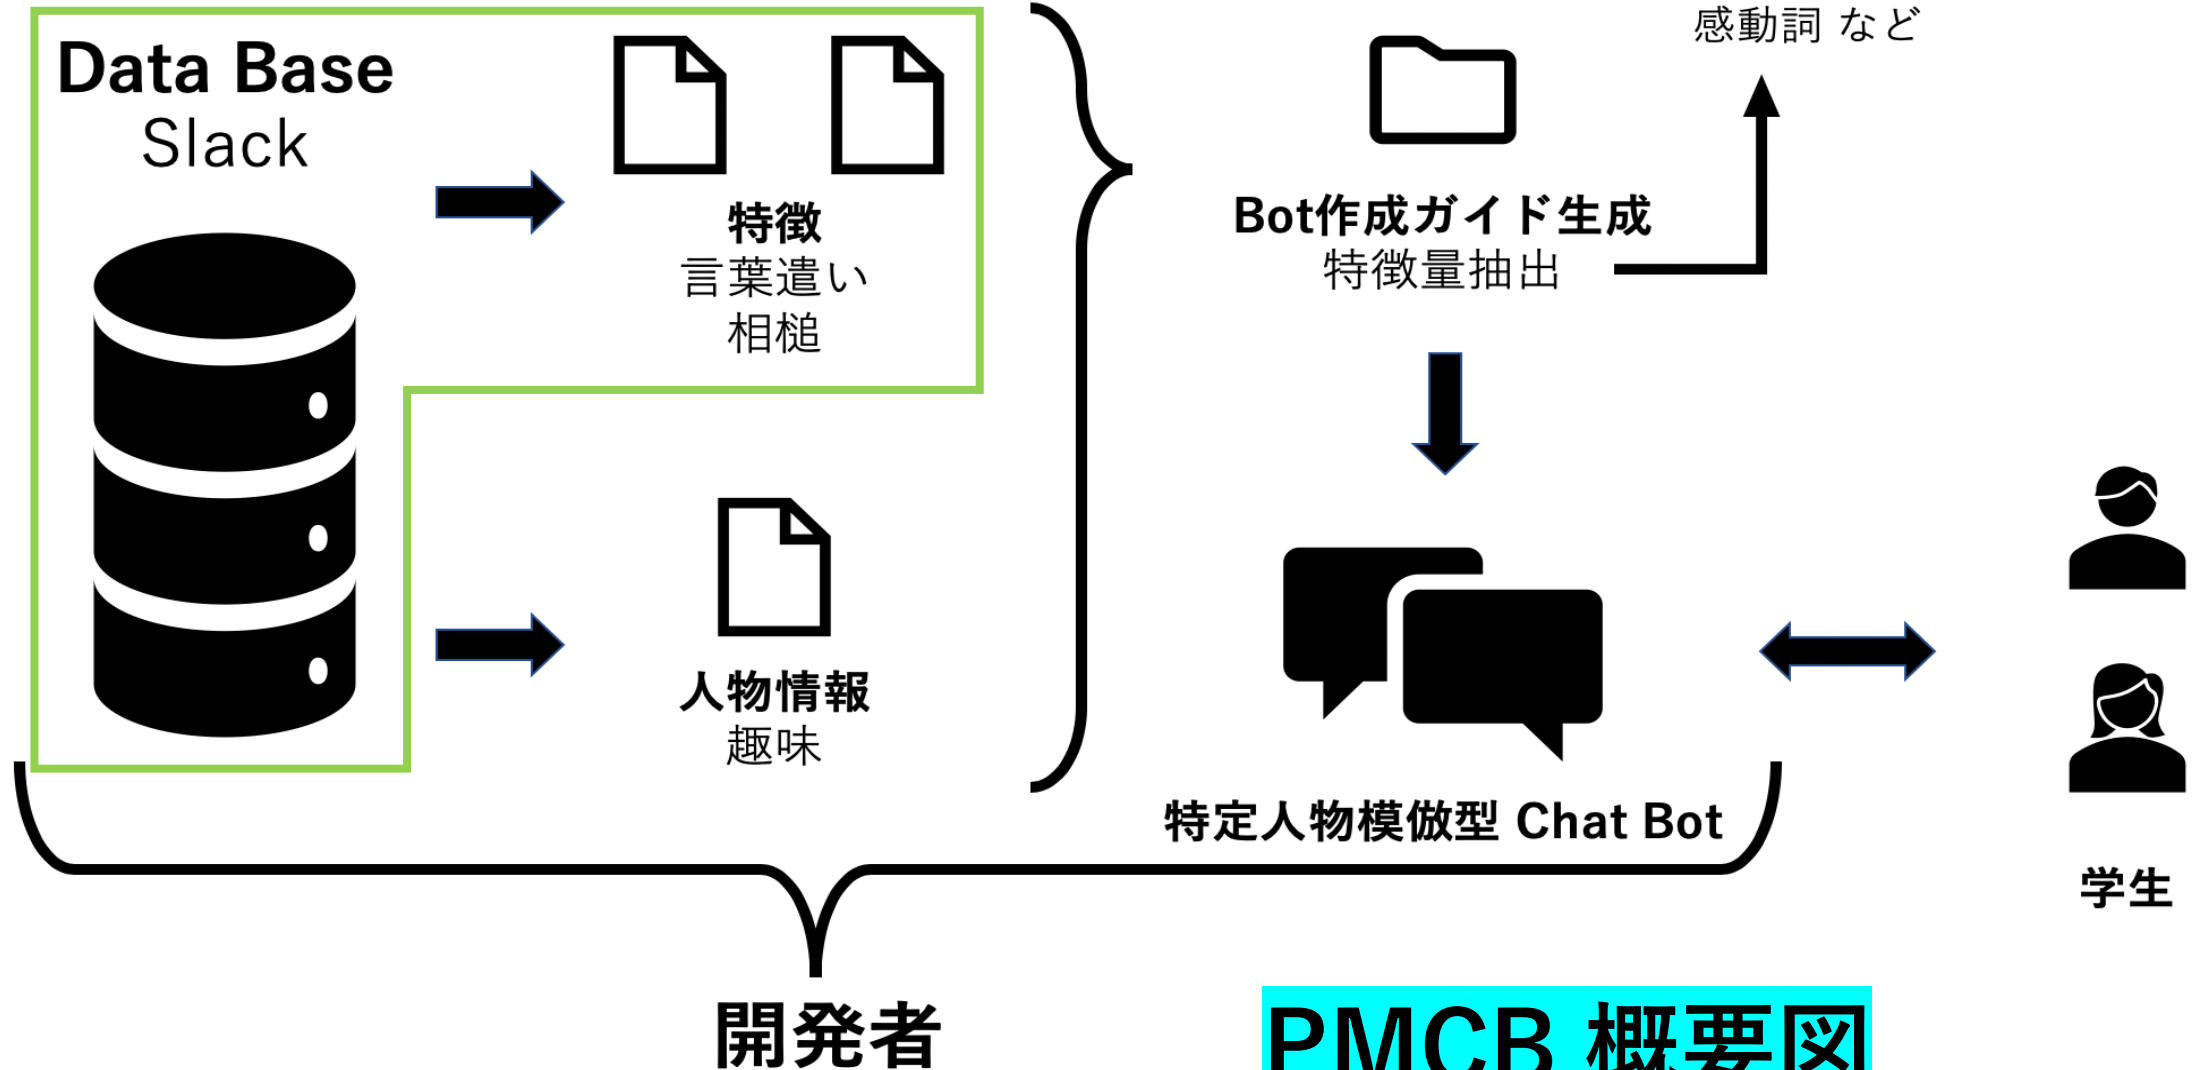 Data Base
Slack
特徴
言葉遣い
相槌
人物情報
趣味
感動詞 など
Bot作成ガイド生成
特徴量抽出
特定人物模倣型 Chat Bot
学生
開発者
PMCB 概要図